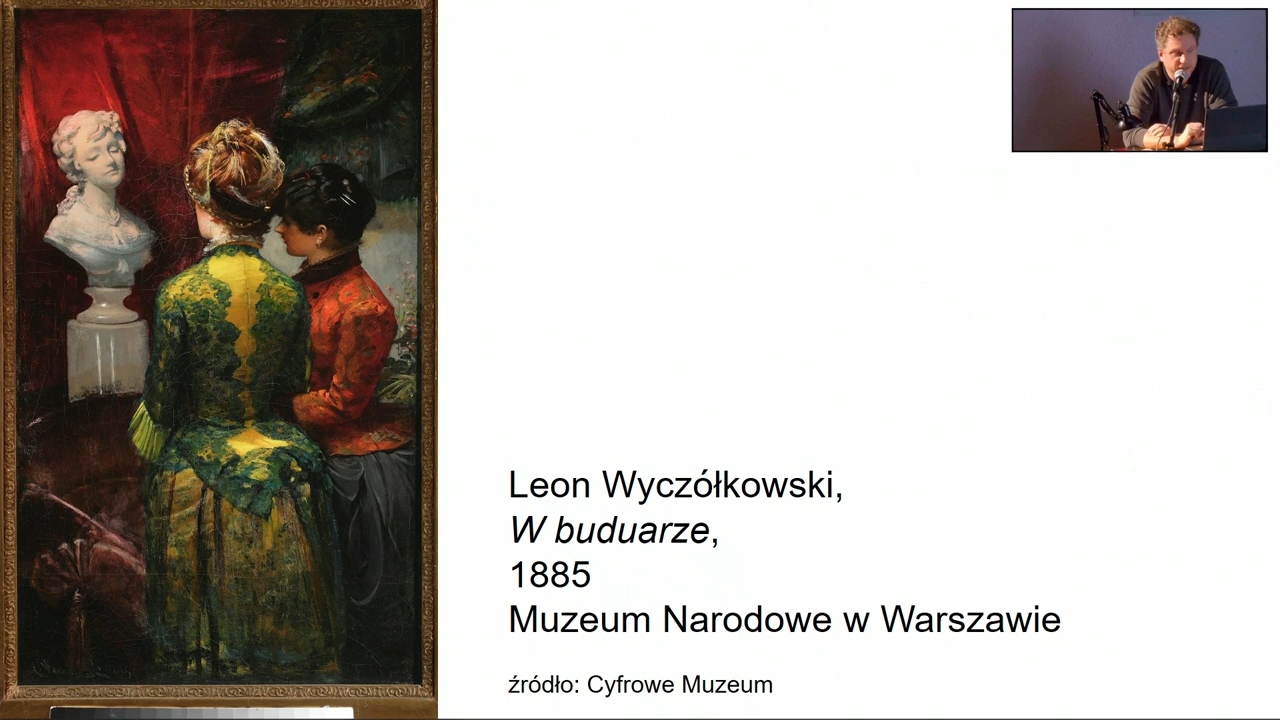 Leon Wyczółkowski,
W buduarze,
1885
Muzeum Narodowe w Warszawie
źródło: Cyfrowe Muzeum